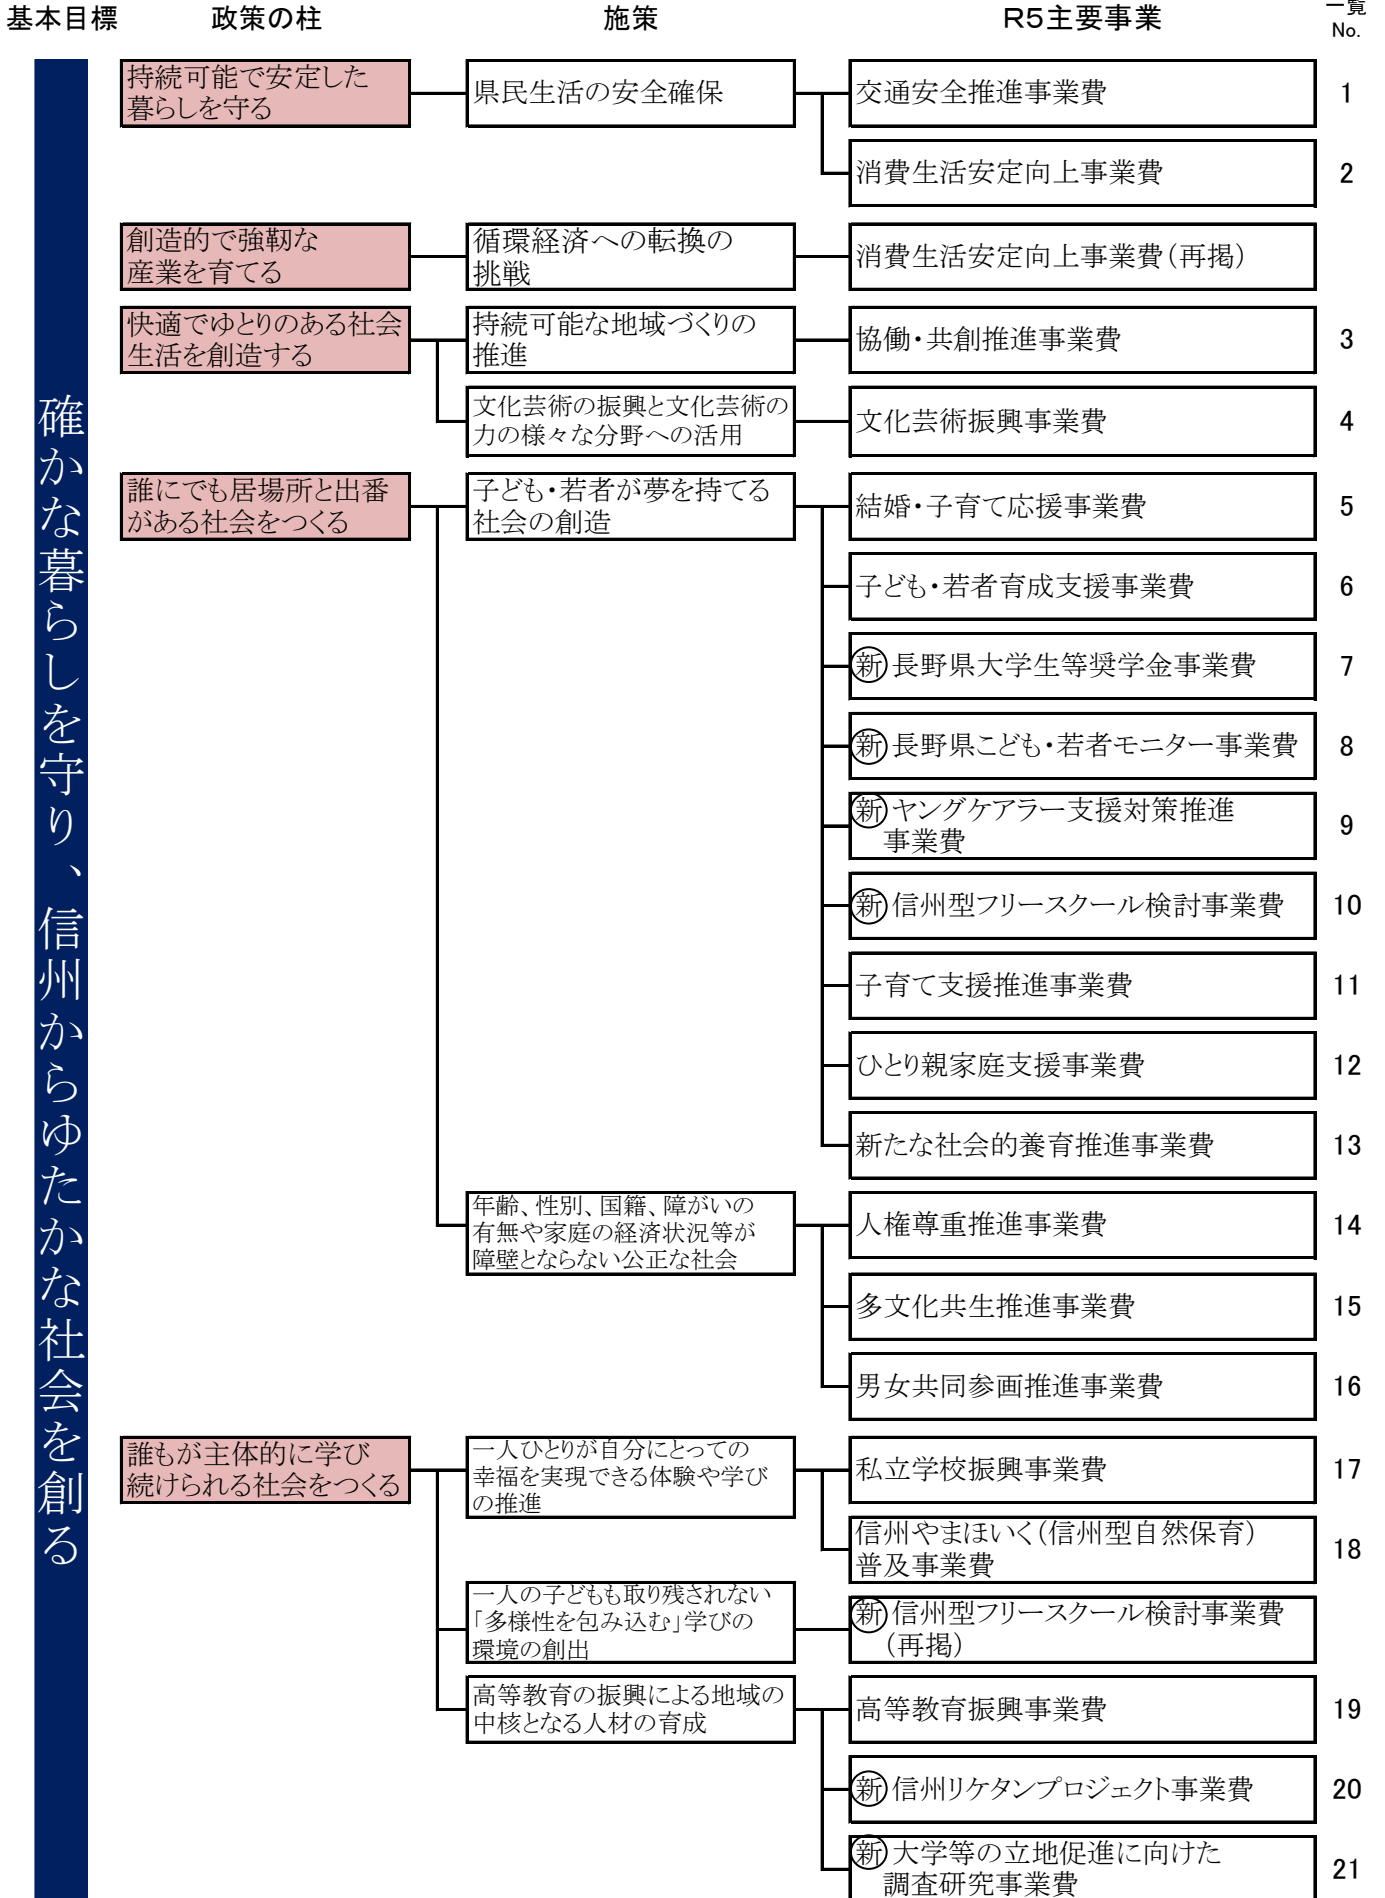 基本目標
政策の柱
施策
R5主要事業
一覧
No.
確かな暮らしを守り、信州からゆたかな社会を創る
持続可能で安定した
暮らしを守る
県民生活の安全確保
交通安全推進事業費
1
消費生活安定向上事業費
2
創造的で強靭な
産業を育てる
循環経済への転換の
挑戦
消費生活安定向上事業費(再掲)
快適でゆとりのある社会
生活を創造する
持続可能な地域づくりの
推進
協働・共創推進事業費
3
文化芸術の振興と文化芸術の
力の様々な分野への活用
文化芸術振興事業費
4
誰にでも居場所と出番
がある社会をつくる
子ども・若者が夢を持てる
社会の創造
結婚・子育て応援事業費
5
子ども・若者育成支援事業費
6
㊟新 長野県大学生等奨学金事業費
7
新 長野県こども・若者モニター事業費
8
新 ヤングケアラー支援対策推進
事業費
9
新 信州型フリースクール検討事業費
10
子育て支援推進事業費
11
ひとり親家庭支援事業費
12
新たな社会的養育推進事業費
13
年齢、性別、国籍、障がいの
有無や家庭の経済状況等が
障壁とならない公正な社会
人権尊重推進事業費
14
多文化共生推進事業費
15
男女共同参画推進事業費
16
誰もが主体的に学び
続けられる社会をつくる
一人ひとりが自分にとっての
幸福を実現できる体験や学び
の推進
私立学校振興事業費
17
信州やまほいく(信州型自然保育)
普及事業費
18
一人の子どもも取り残されない
「多様性を包み込む」学びの
環境の創出
新 信州型フリースクール検討事業費
(再掲)
高等教育の振興による地域の
中核となる人材の育成
高等教育振興事業費
19
新 信州リケタンプロジェクト事業費
20
新 大学等の立地促進に向けた
調査研究事業費
21